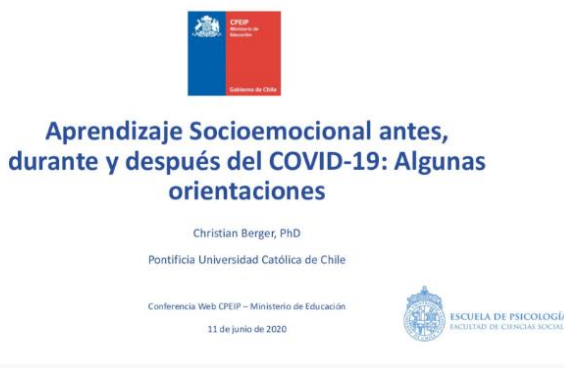 CPEIP
Ministerio de
Educación
Gobierno de Chile
Aprendizaje Socioemocional antes,
durante y después del COVID-19: Algunas
orientaciones
Christian Berger, PhD
Pontificia Universidad Católica de Chile
Conferencia Web CPEIP – Ministerio de Educación
11 de junio de 2020
ESCUELA DE PSICOLOGÍA
FACULTAD DE CIENCIAS SOCIAL